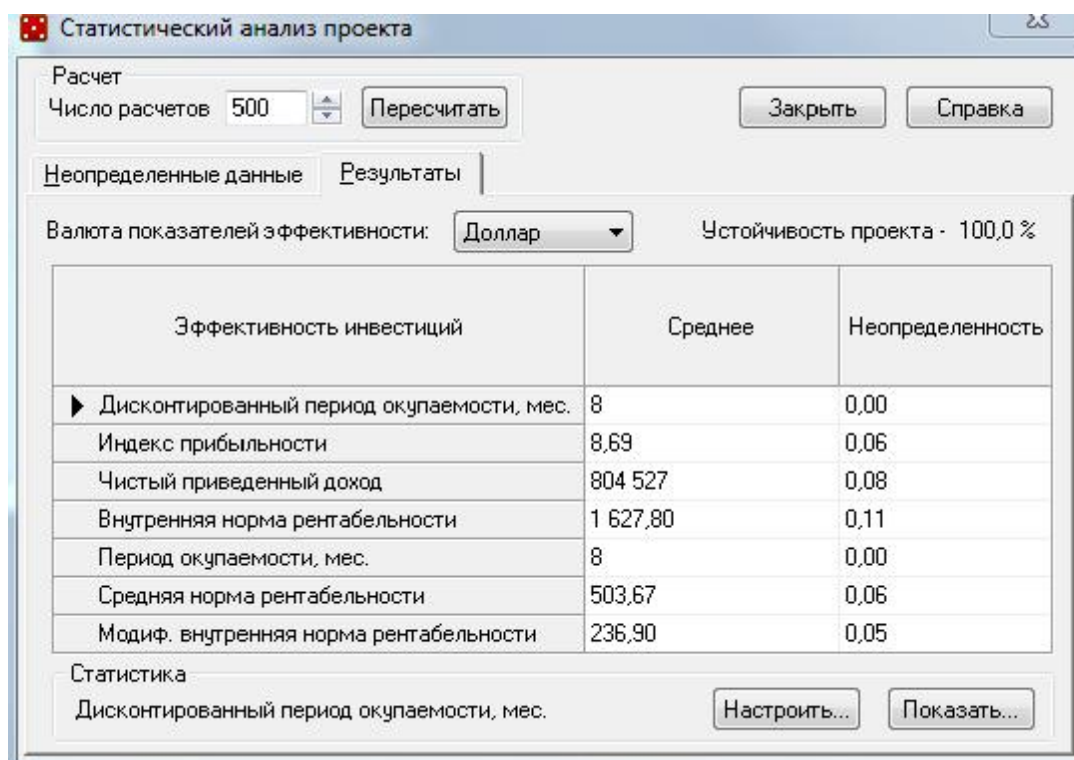 Статистический анализ проекта
Расчет
Число расчетов 500 Пересчитать Закрыть Справка
Неопределенные данные Результаты
Валюта показателей эффективности: Доллар Устойчивость проекта - 100,0 %
Эффективность инвестиций Среднее Неопределенность
Дисконтированный период окупаемости, мес. 8 0,00
Индекс прибыльности 8,69 0,06
Чистый приведенный доход 804 527 0,08
Внутренняя норма рентабельности 1 627,80 0,11
Период окупаемости, мес. 8 0,00
Средняя норма рентабельности 503,67 0,06
Модиф. внутренняя норма рентабельности 236,90 0,05
Статистика
Дисконтированный период окупаемости, мес. Настроить... Показать...